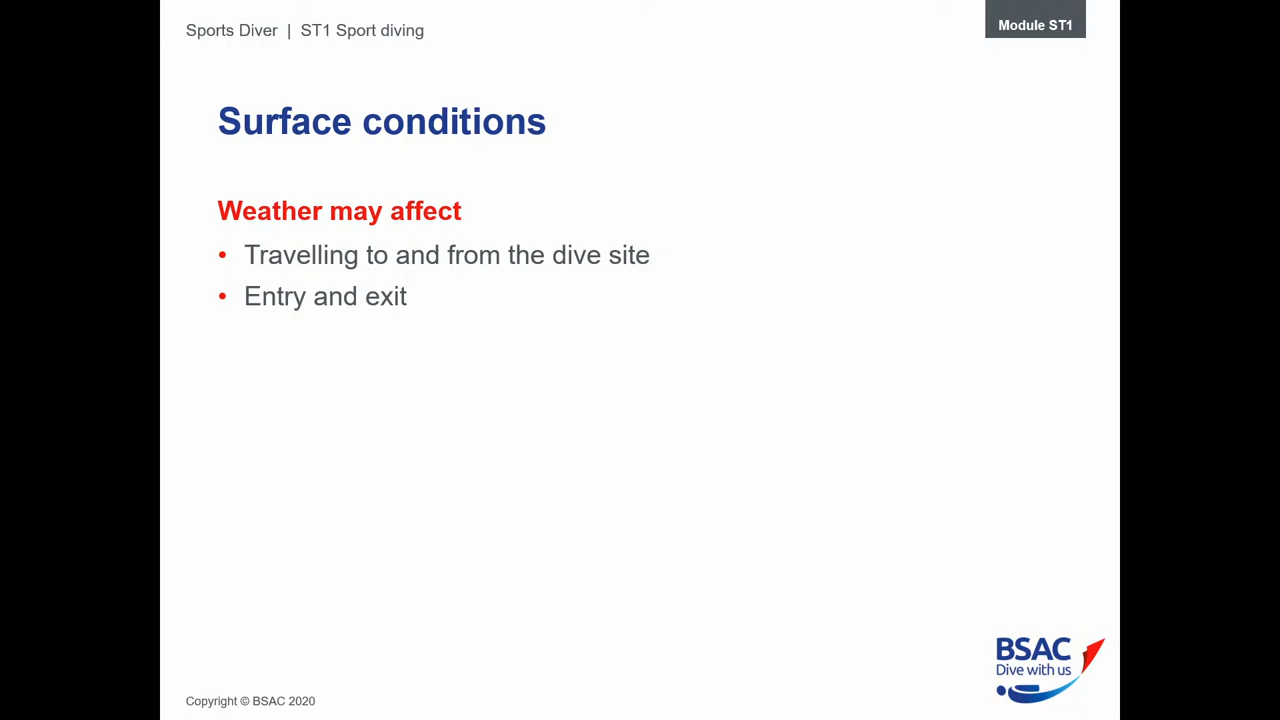 Sports Diver | ST1 Sport diving
Module ST1
Surface conditions
Weather may affect
• Travelling to and from the dive site
• Entry and exit
BSAC
Dive with us
Copyright © BSAC 2020